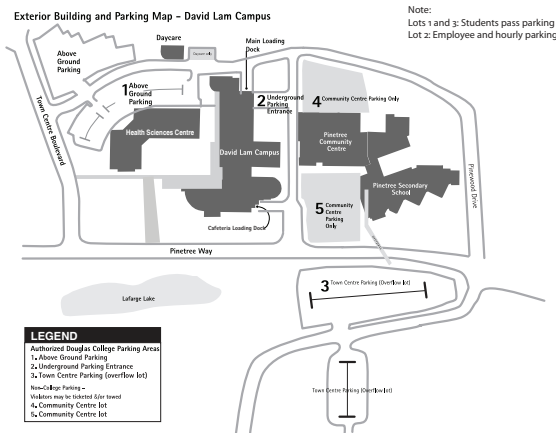 Exterior Building and Parking Map - David Lam Campus
Note:
Lots 1 and 3: Students pass parking
Lot 2: Employee and hourly parking
Daycare
Main Loading
Dock
Above
Ground
Parking
1 Above
Ground
Parking
2 Underground
Parking
Entrance
4 Community Centre Parking Only
Town Centre Boulevard
Health Sciences Centre
David Lam Campus
Pinetree
Community
Centre
Pinetree Secondary
School
Pinewood Drive
5 Community
Centre
Parking
Only
Cafeteria Loading Dock
Pinetree Way
3 Town Centre Parking (Overflow lot)
Lafarge Lake
LEGEND
Authorized Douglas College Parking Areas
1. Above Ground Parking
2. Underground Parking Entrance
3. Town Centre Parking (overflow lot)
Non-College Parking -
Violators may be ticketed &/or towed
4. Community Centre lot
5. Community Centre lot
Town Centre Parking (Overflow lot)